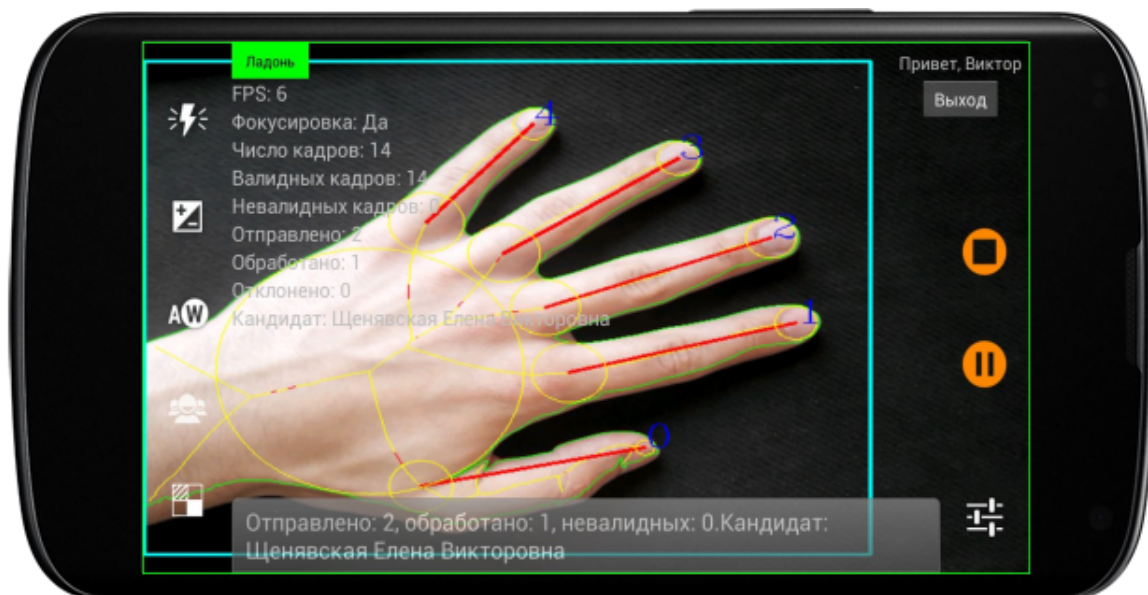 Ладонь
FPS: 6
Фокусировка: Да
Число кадров: 14
Валидных кадров: 14
Невалидных кадров: 0
Отправлено: 2
Обработано: 1
Отклонено: 0
Кандидат: Щенявская Елена Викторовна
Привет, Виктор
Выход
4
3
2
1
0
A W
Отправлено: 2, обработано: 1, невалидных: 0.Кандидат:
Щенявская Елена Викторовна